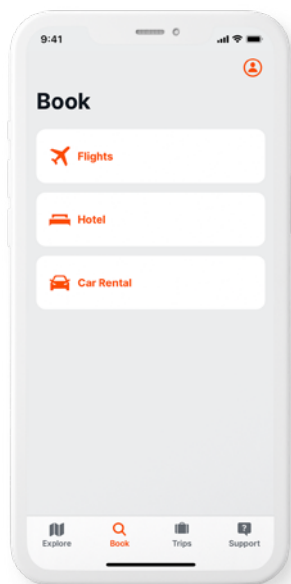 9:41
Book
Flights
Hotel
Car Rental
Explore
Book
Trips
?
Support